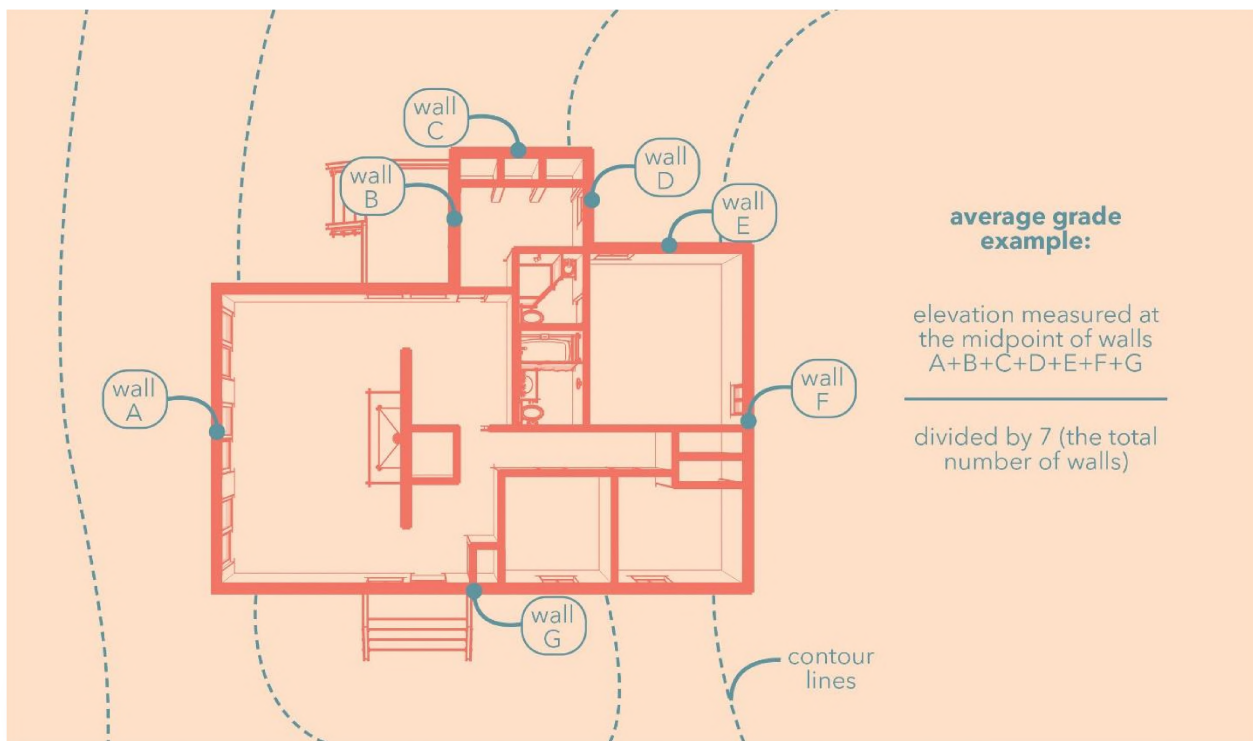 wall
C
wall
B
wall
D
wall
E
wall
A
wall
F
wall
G
contour
lines
average grade
example:
elevation measured at
the midpoint of walls
A+B+C+D+E+F+G
divided by 7 (the total
number of walls)